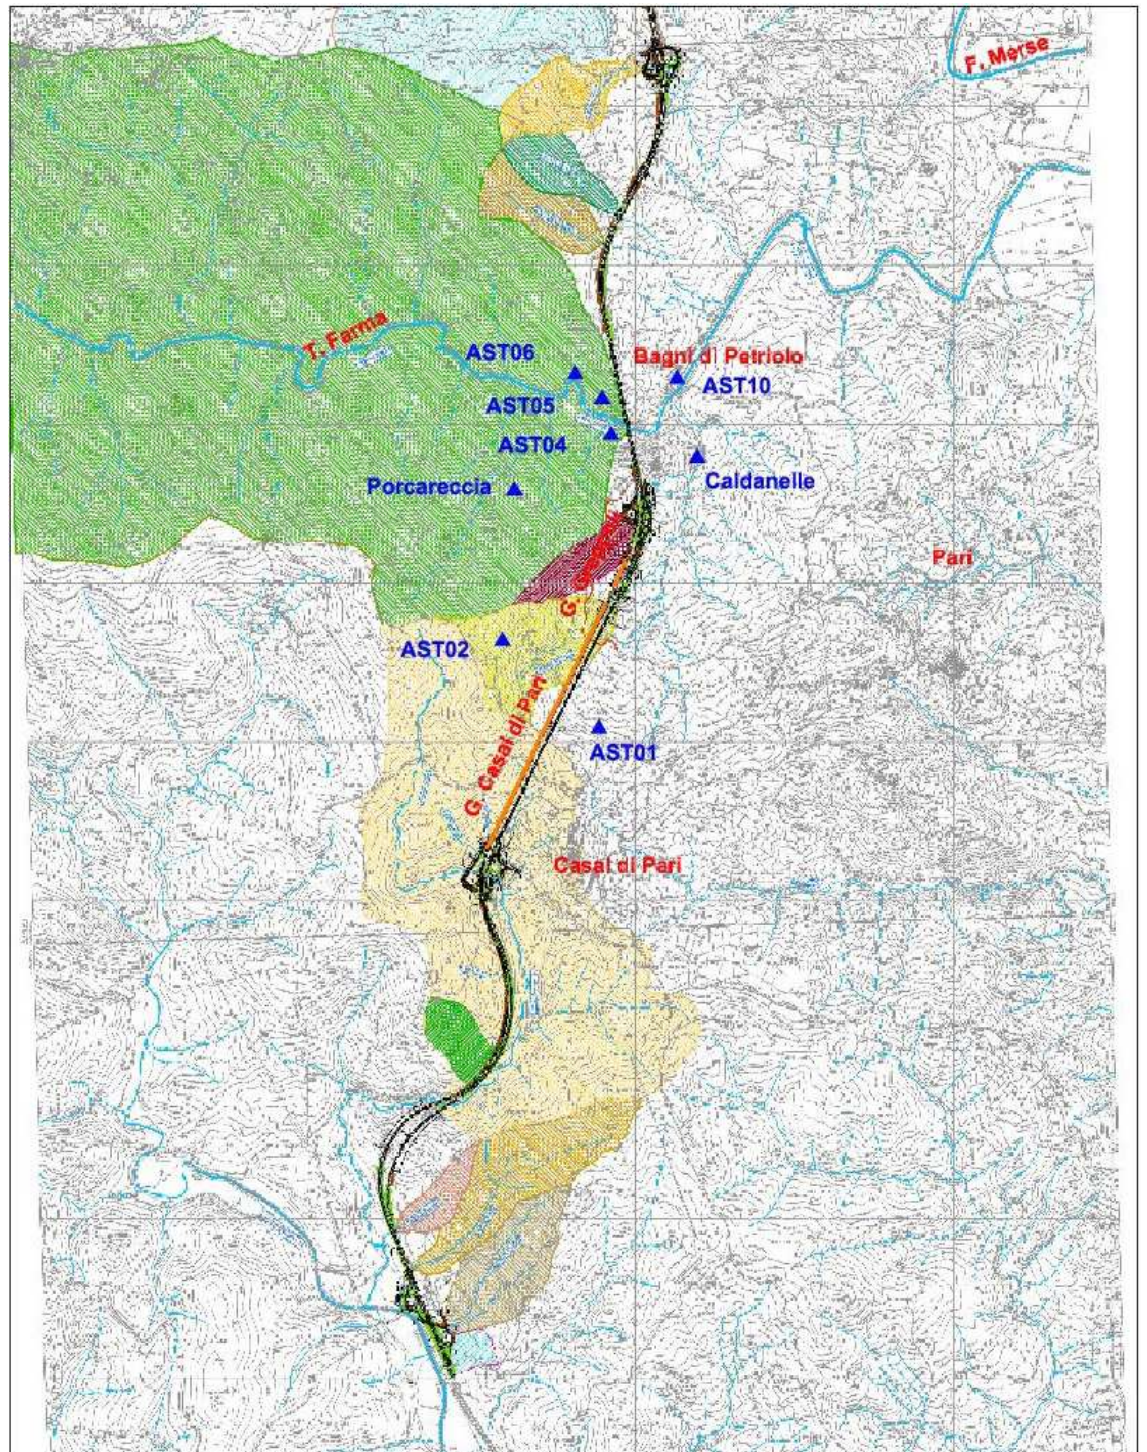 F. Merse
T. Farma
AST06
Bagni di Petriolo
AST10
AST05
AST04
Caldanelle
Porcareccia
Pari
G.
AST02
G. Casal di Pari
AST01
Casal di Pari